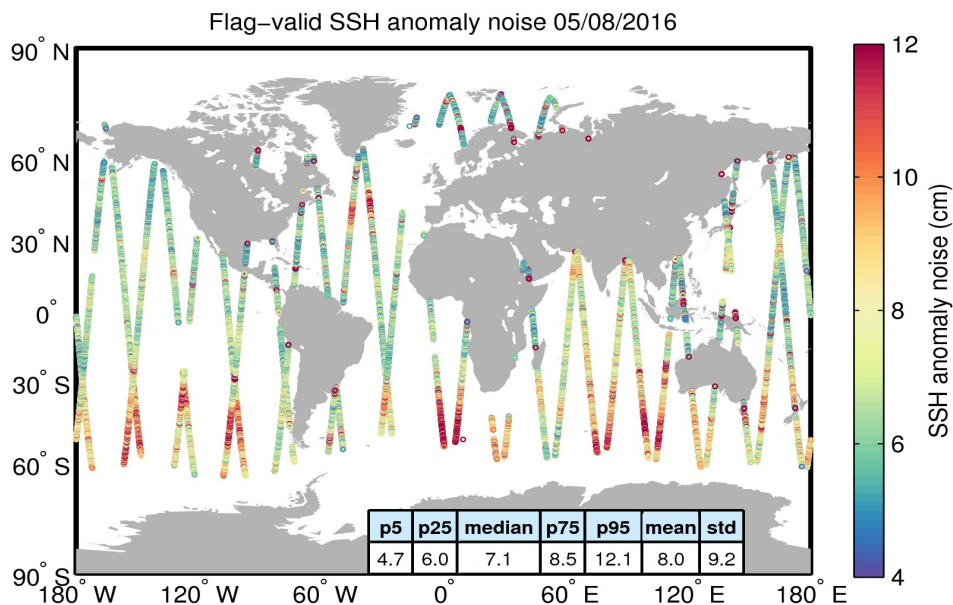 Flag−valid SSH anomaly noise 05/08/2016
90° N
60° N
30° N
0°
30° S
60° S
90° S
180° W
120° W
60° W
0°
60° E
120° E
180° E
p5 p25 median p75 p95 mean std
4.7 6.0 7.1 8.5 12.1 8.0 9.2
12
10
8
6
4
SSH anomaly noise (cm)